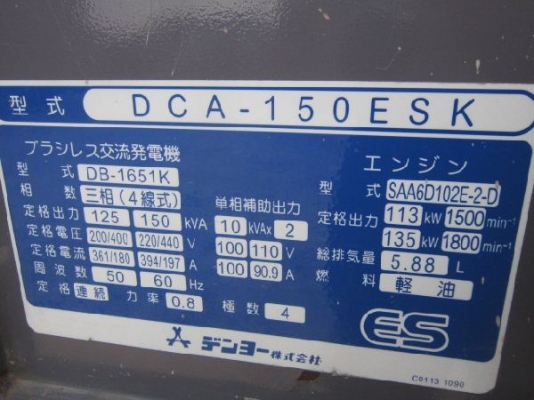 型式 DCA-150ESK
ブラシレス交流発電機
型式 DB-1651K
相数 三相(4線式)
定格出力 125 150 kVA
定格電圧 200/400 220/440 V
定格電流 361/180 394/197 A
周波数 50 60 Hz
定格 連続 力率 0.8 極数 4
単相補助出力
10 kVA× 2
100 110 V
100 90.9 A
エンジン
型式 SAA6D102E-2-D
定格出力 113 kW 1500 min⁻¹
135 kW 1800 min⁻¹
総排気量 5.88 L
燃料 軽油
ES
デンヨー株式会社
C0113 1090